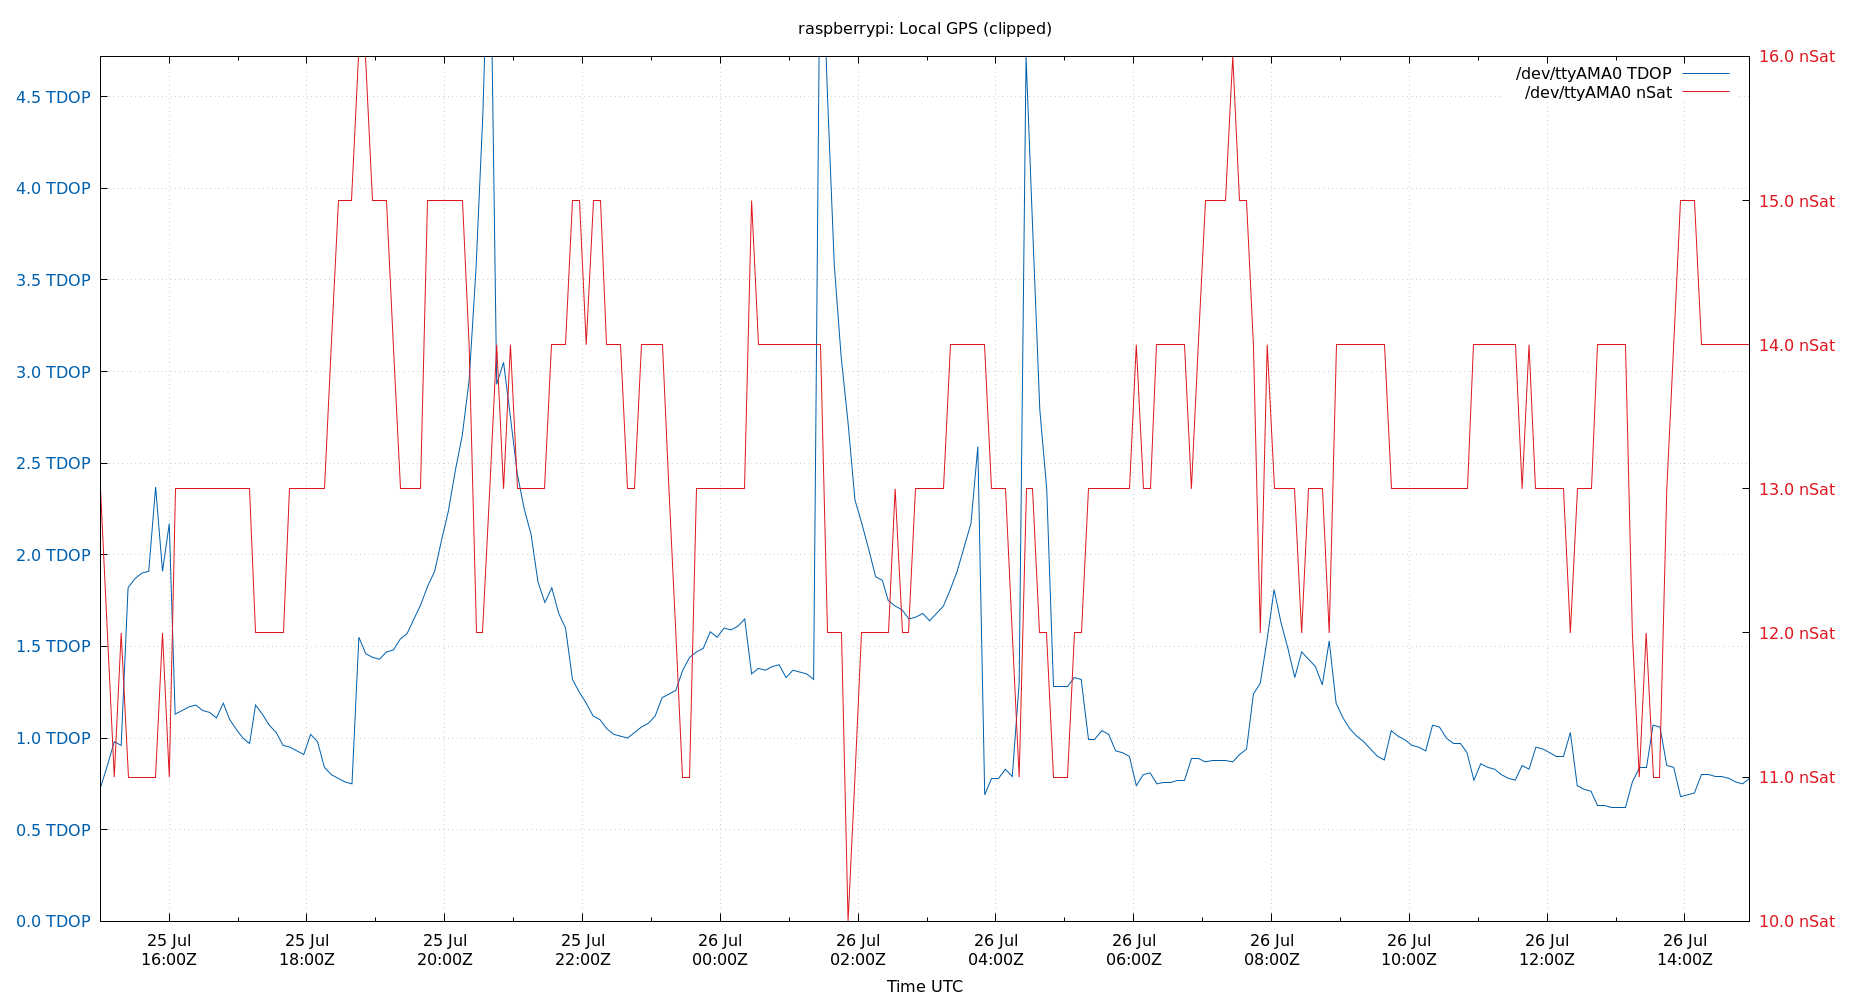 raspberrypi: Local GPS (clipped)
/dev/ttyAMA0 TDOP
/dev/ttyAMA0 nSat
4.5 TDOP
4.0 TDOP
3.5 TDOP
3.0 TDOP
2.5 TDOP
2.0 TDOP
1.5 TDOP
1.0 TDOP
0.5 TDOP
0.0 TDOP
16.0 nSat
15.0 nSat
14.0 nSat
13.0 nSat
12.0 nSat
11.0 nSat
10.0 nSat
25 Jul
16:00Z
25 Jul
18:00Z
25 Jul
20:00Z
25 Jul
22:00Z
26 Jul
00:00Z
26 Jul
02:00Z
26 Jul
04:00Z
26 Jul
06:00Z
26 Jul
08:00Z
26 Jul
10:00Z
26 Jul
12:00Z
26 Jul
14:00Z
Time UTC